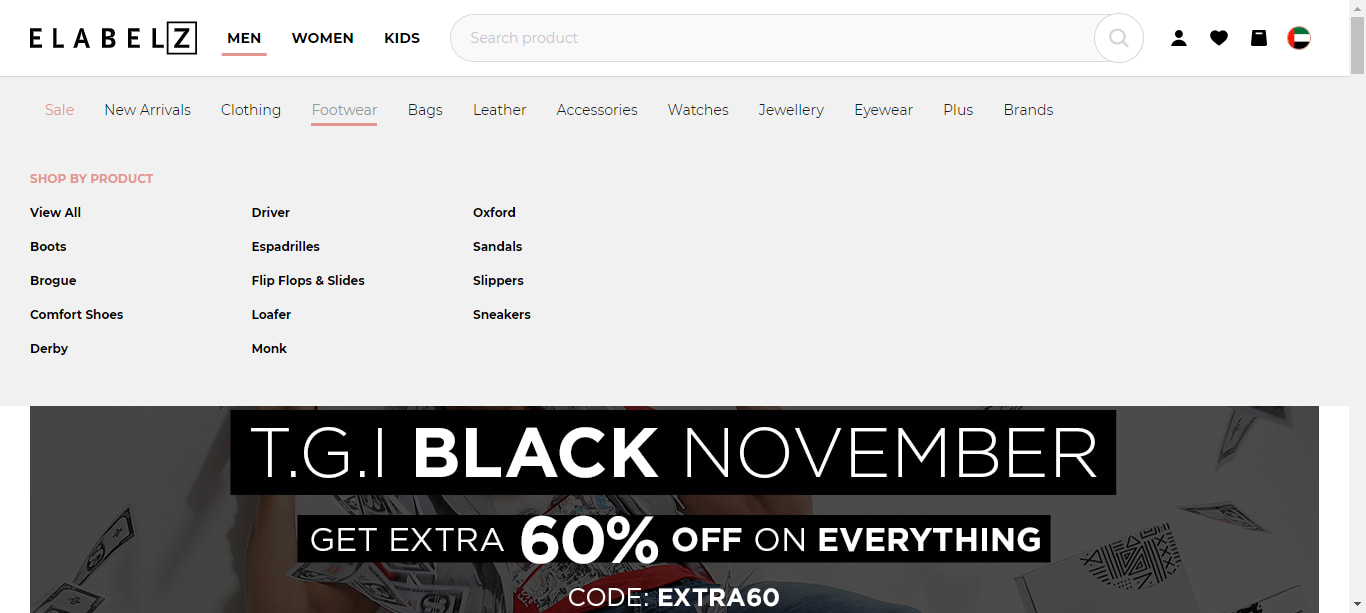 ELABELZ MEN WOMEN KIDS Search product
Sale New Arrivals Clothing Footwear Bags Leather Accessories Watches Jewellery Eyewear Plus Brands
SHOP BY PRODUCT
View All Driver Oxford
Boots Espadrilles Sandals
Brogue Flip Flops & Slides Slippers
Comfort Shoes Loafer Sneakers
Derby Monk
T.G.I BLACK NOVEMBER
GET EXTRA 60% OFF ON EVERYTHING
CODE: EXTRA60